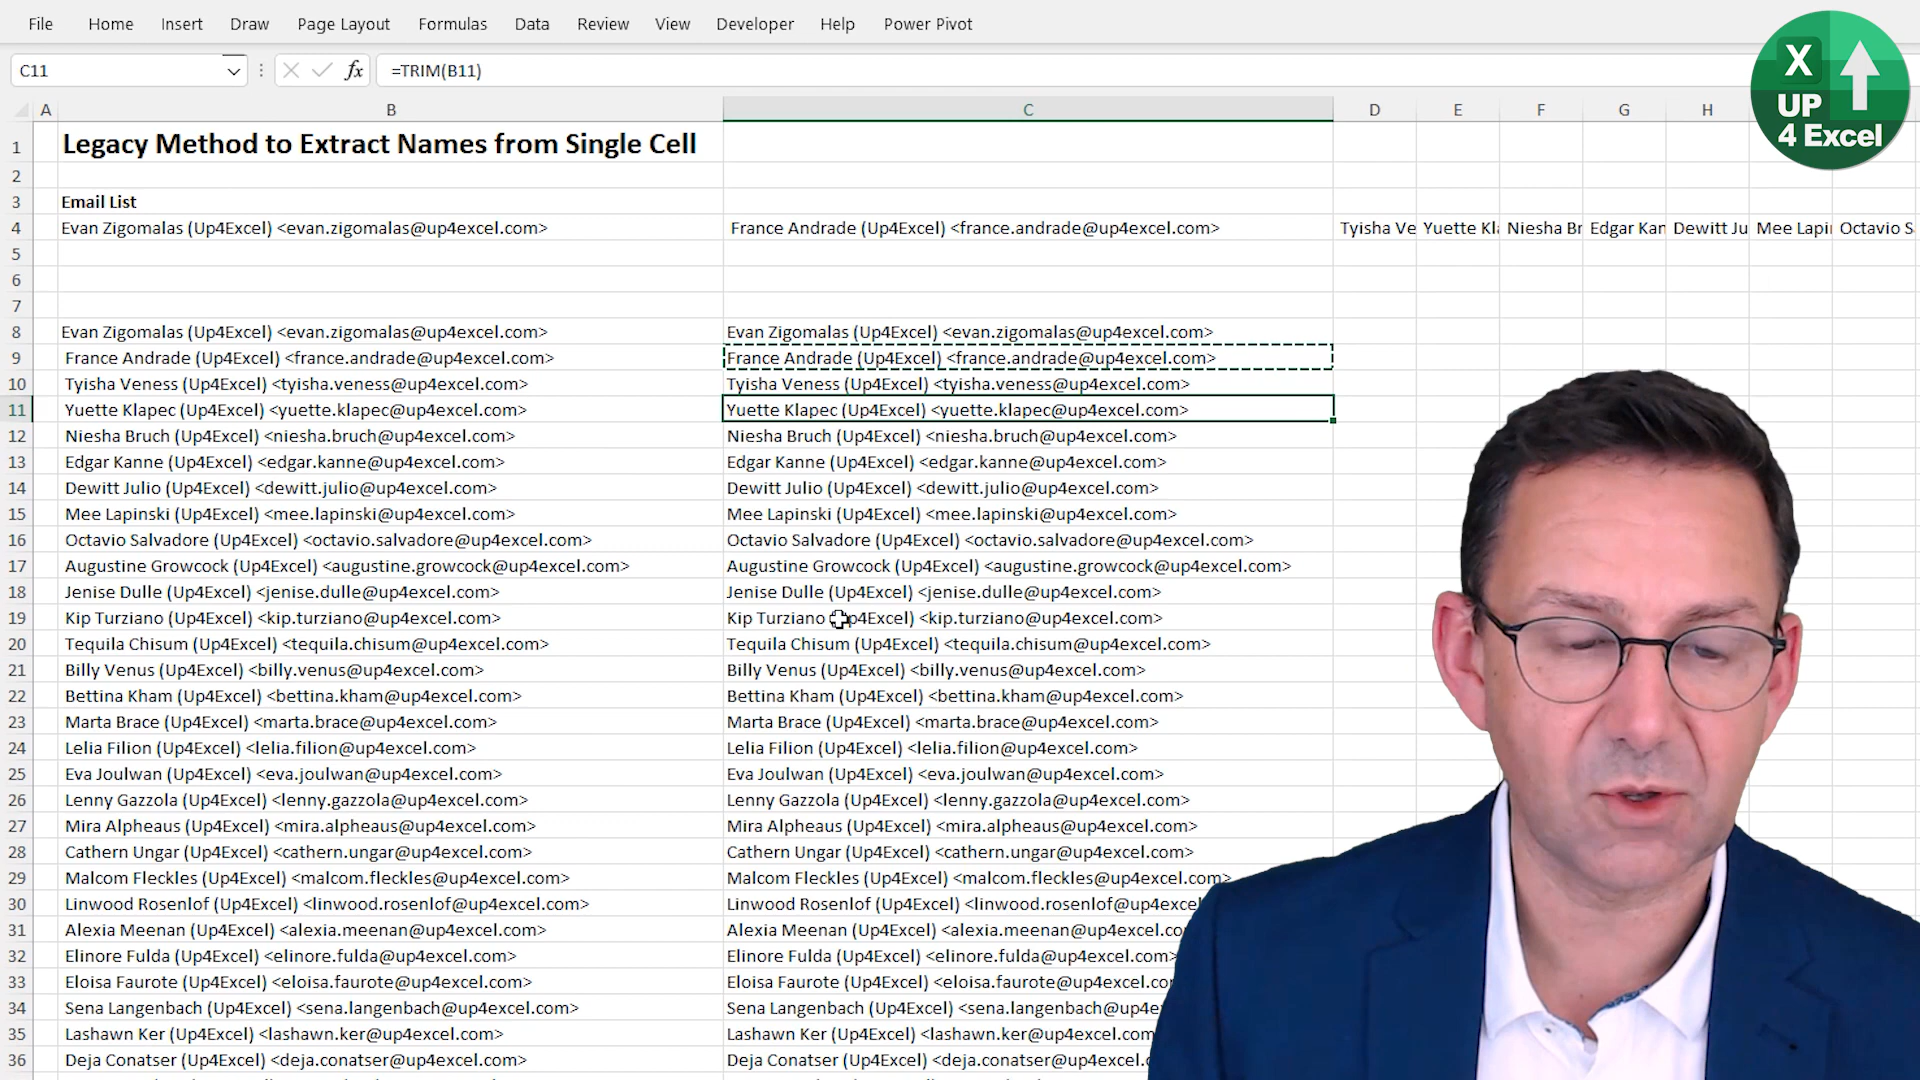 File Home Insert Draw Page Layout Formulas Data Review View Developer Help Power Pivot
C11 fx =TRIM(B11)
X
UP
4 Excel
A B C D E F G H
1 Legacy Method to Extract Names from Single Cell
2
3 Email List
4 Evan Zigomalas (Up4Excel) <evan.zigomalas@up4excel.com> France Andrade (Up4Excel) <france.andrade@up4excel.com> Tyisha Ve Yuette Kla Niesha Br Edgar Kan Dewitt Ju Mee Lapi Octavio S
5
6
7
8 Evan Zigomalas (Up4Excel) <evan.zigomalas@up4excel.com> Evan Zigomalas (Up4Excel) <evan.zigomalas@up4excel.com>
9 France Andrade (Up4Excel) <france.andrade@up4excel.com> France Andrade (Up4Excel) <france.andrade@up4excel.com>
10 Tyisha Veness (Up4Excel) <tyisha.veness@up4excel.com> Tyisha Veness (Up4Excel) <tyisha.veness@up4excel.com>
11 Yuette Klapec (Up4Excel) <yuette.klapec@up4excel.com> Yuette Klapec (Up4Excel) <yuette.klapec@up4excel.com>
12 Niesha Bruch (Up4Excel) <niesha.bruch@up4excel.com> Niesha Bruch (Up4Excel) <niesha.bruch@up4excel.com>
13 Edgar Kanne (Up4Excel) <edgar.kanne@up4excel.com> Edgar Kanne (Up4Excel) <edgar.kanne@up4excel.com>
14 Dewitt Julio (Up4Excel) <dewitt.julio@up4excel.com> Dewitt Julio (Up4Excel) <dewitt.julio@up4excel.com>
15 Mee Lapinski (Up4Excel) <mee.lapinski@up4excel.com> Mee Lapinski (Up4Excel) <mee.lapinski@up4excel.com>
16 Octavio Salvadore (Up4Excel) <octavio.salvadore@up4excel.com> Octavio Salvadore (Up4Excel) <octavio.salvadore@up4excel.com>
17 Augustine Growcock (Up4Excel) <augustine.growcock@up4excel.com> Augustine Growcock (Up4Excel) <augustine.growcock@up4excel.com>
18 Jenise Dulle (Up4Excel) <jenise.dulle@up4excel.com> Jenise Dulle (Up4Excel) <jenise.dulle@up4excel.com>
19 Kip Turziano (Up4Excel) <kip.turziano@up4excel.com> Kip Turziano p4Excel) <kip.turziano@up4excel.com>
20 Tequila Chisum (Up4Excel) <tequila.chisum@up4excel.com> Tequila Chisum (Up4Excel) <tequila.chisum@up4excel.com>
21 Billy Venus (Up4Excel) <billy.venus@up4excel.com> Billy Venus (Up4Excel) <billy.venus@up4excel.com>
22 Bettina Kham (Up4Excel) <bettina.kham@up4excel.com> Bettina Kham (Up4Excel) <bettina.kham@up4excel.com>
23 Marta Brace (Up4Excel) <marta.brace@up4excel.com> Marta Brace (Up4Excel) <marta.brace@up4excel.com>
24 Lelia Filion (Up4Excel) <lelia.filion@up4excel.com> Lelia Filion (Up4Excel) <lelia.filion@up4excel.com>
25 Eva Joulwan (Up4Excel) <eva.joulwan@up4excel.com> Eva Joulwan (Up4Excel) <eva.joulwan@up4excel.com>
26 Lenny Gazzola (Up4Excel) <lenny.gazzola@up4excel.com> Lenny Gazzola (Up4Excel) <lenny.gazzola@up4excel.com>
27 Mira Alpheaus (Up4Excel) <mira.alpheaus@up4excel.com> Mira Alpheaus (Up4Excel) <mira.alpheaus@up4excel.com>
28 Cathern Ungar (Up4Excel) <cathern.ungar@up4excel.com> Cathern Ungar (Up4Excel) <cathern.ungar@up4excel.com>
29 Malcom Fleckles (Up4Excel) <malcom.fleckles@up4excel.com> Malcom Fleckles (Up4Excel) <malcom.fleckles@up4excel.com>
30 Linwood Rosenlof (Up4Excel) <linwood.rosenlof@up4excel.com> Linwood Rosenlof (Up4Excel) <linwood.rosenlof@up4exce
31 Alexia Meenan (Up4Excel) <alexia.meenan@up4excel.com> Alexia Meenan (Up4Excel) <alexia.meenan@up4excel.co
32 Elinore Fulda (Up4Excel) <elinore.fulda@up4excel.com> Elinore Fulda (Up4Excel) <elinore.fulda@up4excel.com
33 Eloisa Faurote (Up4Excel) <eloisa.faurote@up4excel.com> Eloisa Faurote (Up4Excel) <eloisa.faurote@up4excel.co
34 Sena Langenbach (Up4Excel) <sena.langenbach@up4excel.com> Sena Langenbach (Up4Excel) <sena.langenbach@up4e
35 Lashawn Ker (Up4Excel) <lashawn.ker@up4excel.com> Lashawn Ker (Up4Excel) <lashawn.ker@up4excel.com
36 Deja Conatser (Up4Excel) <deja.conatser@up4excel.com> Deja Conatser (Up4Excel) <deja.conatser@up4excel.c